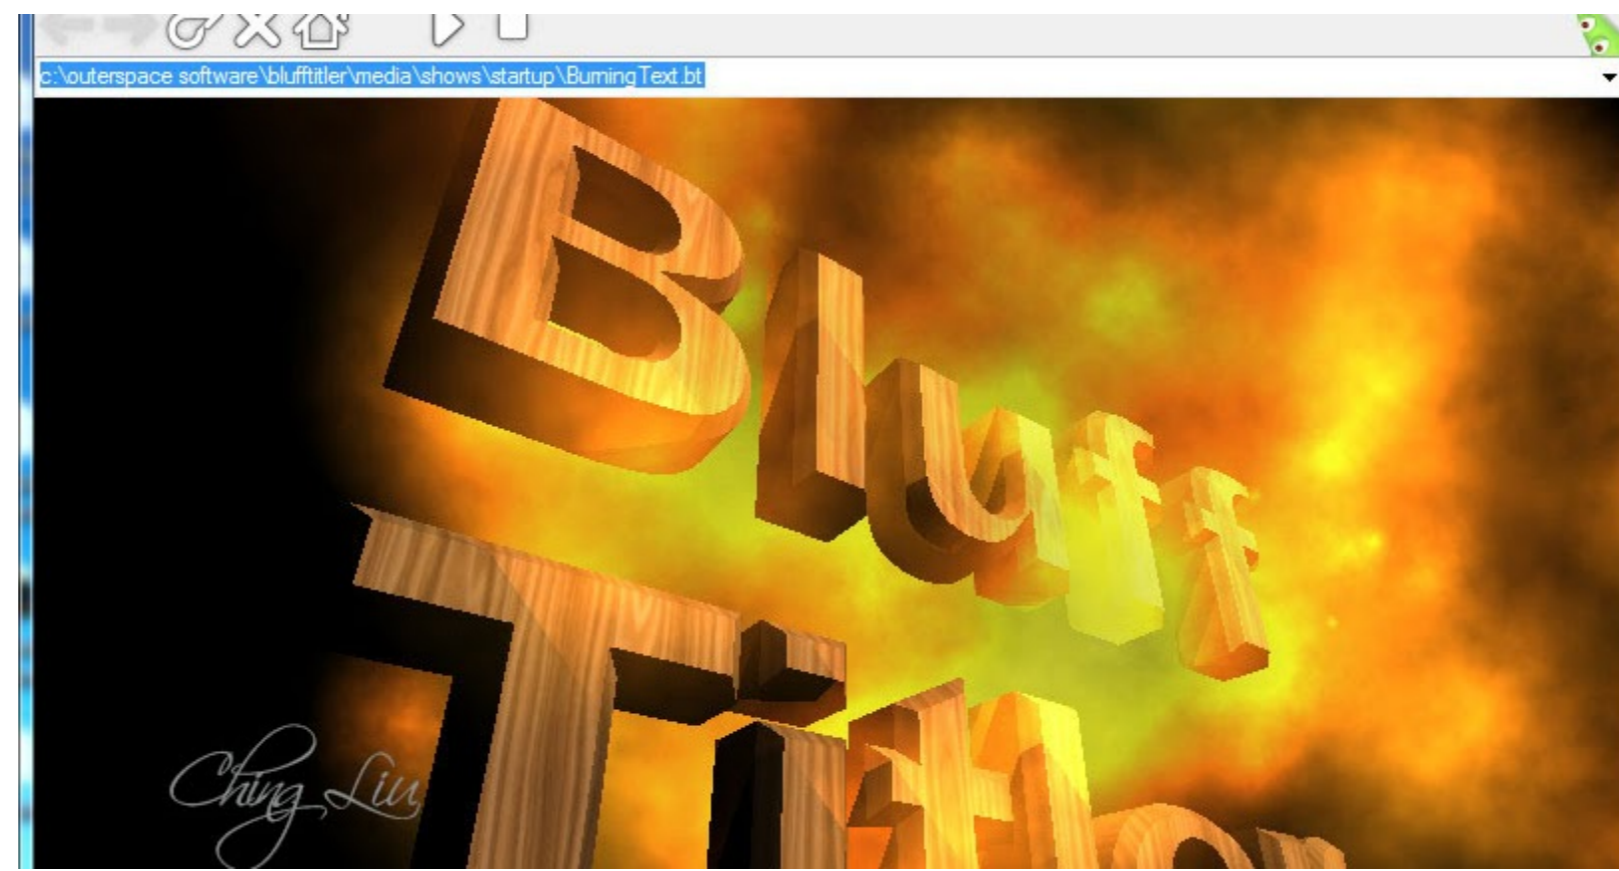 c:\outerspace software\blufftitler\media\shows\startup\BurningText.bt
Bluff
Titler
Ching Liu